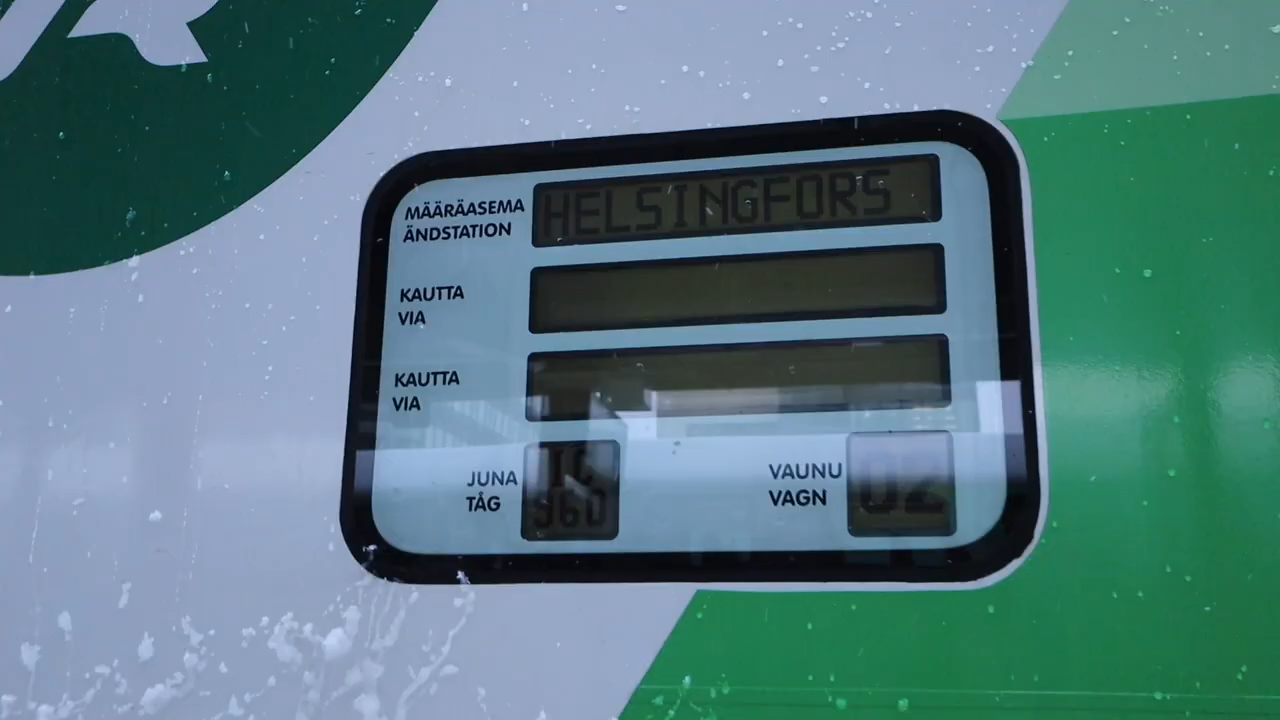 MÄÄRÄASEMA
ÄNDSTATION
HELSINGFORS
KAUTTA
VIA
KAUTTA
VIA
JUNA
TÅG
IC
960
VAUNU
VAGN
02